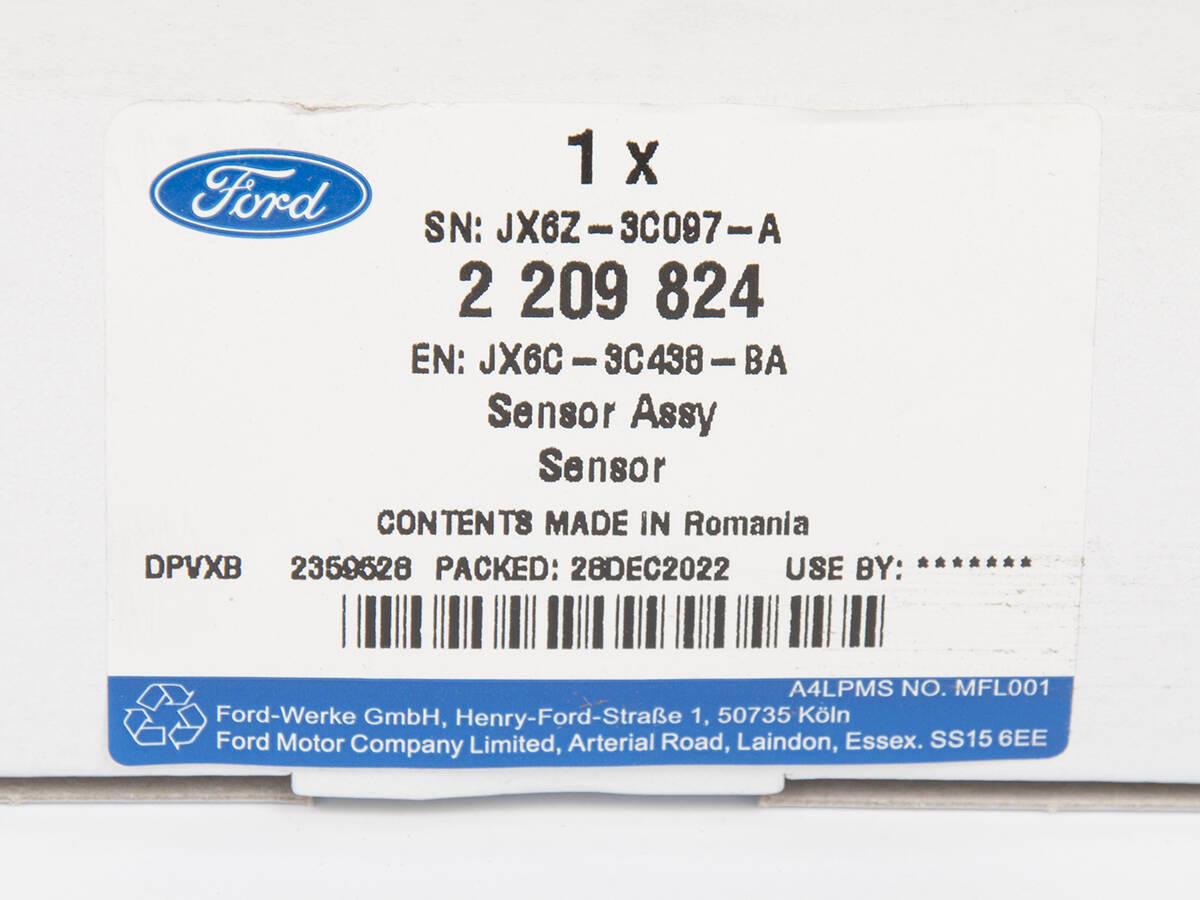 Ford
1 x
SN: JX6Z-3C097-A
2 209 824
EN: JX6C-3C438-BA
Sensor Assy
Sensor
CONTENTS MADE IN Romania
DPVXB 2359528 PACKED: 28DEC2022 USE BY: *******
A4LPMS NO. MFL001
Ford-Werke GmbH, Henry-Ford-Straße 1, 50735 Köln
Ford Motor Company Limited, Arterial Road, Laindon, Essex. SS15 6EE